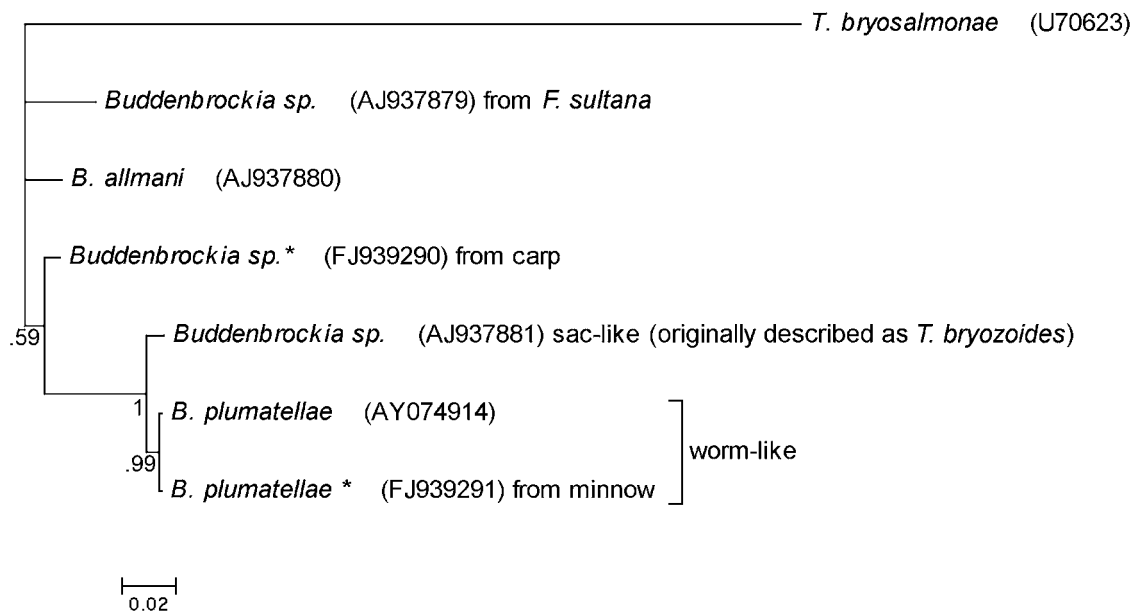 T. bryosalmonae (U70623)
Buddenbrockia sp. (AJ937879) from F. sultana
B. allmani (AJ937880)
Buddenbrockia sp.* (FJ939290) from carp
.59
Buddenbrockia sp. (AJ937881) sac-like (originally described as T. bryozoides)
1
B. plumatellae (AY074914)
worm-like
.99
B. plumatellae * (FJ939291) from minnow
0.02